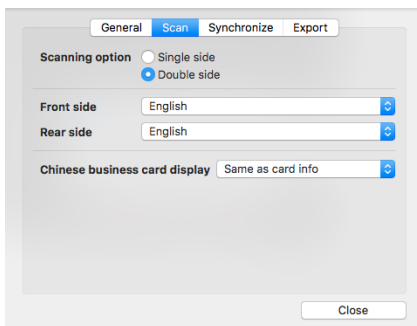 General Scan Synchronize Export
Scanning option Single side
Double side
Front side English
Rear side English
Chinese business card display Same as card info
Close